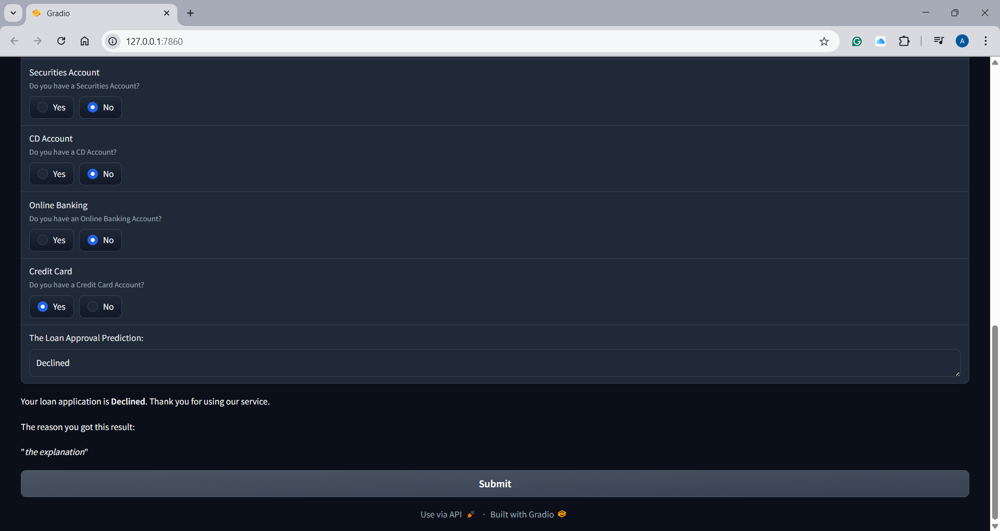 Gradio
127.0.0.1:7860
A
Securities Account
Do you have a Securities Account?
Yes No
CD Account
Do you have a CD Account?
Yes No
Online Banking
Do you have an Online Banking Account?
Yes No
Credit Card
Do you have a Credit Card Account?
Yes No
The Loan Approval Prediction:
Declined
Your loan application is Declined. Thank you for using our service.
The reason you got this result:
"the explanation"
Submit
Use via API · Built with Gradio